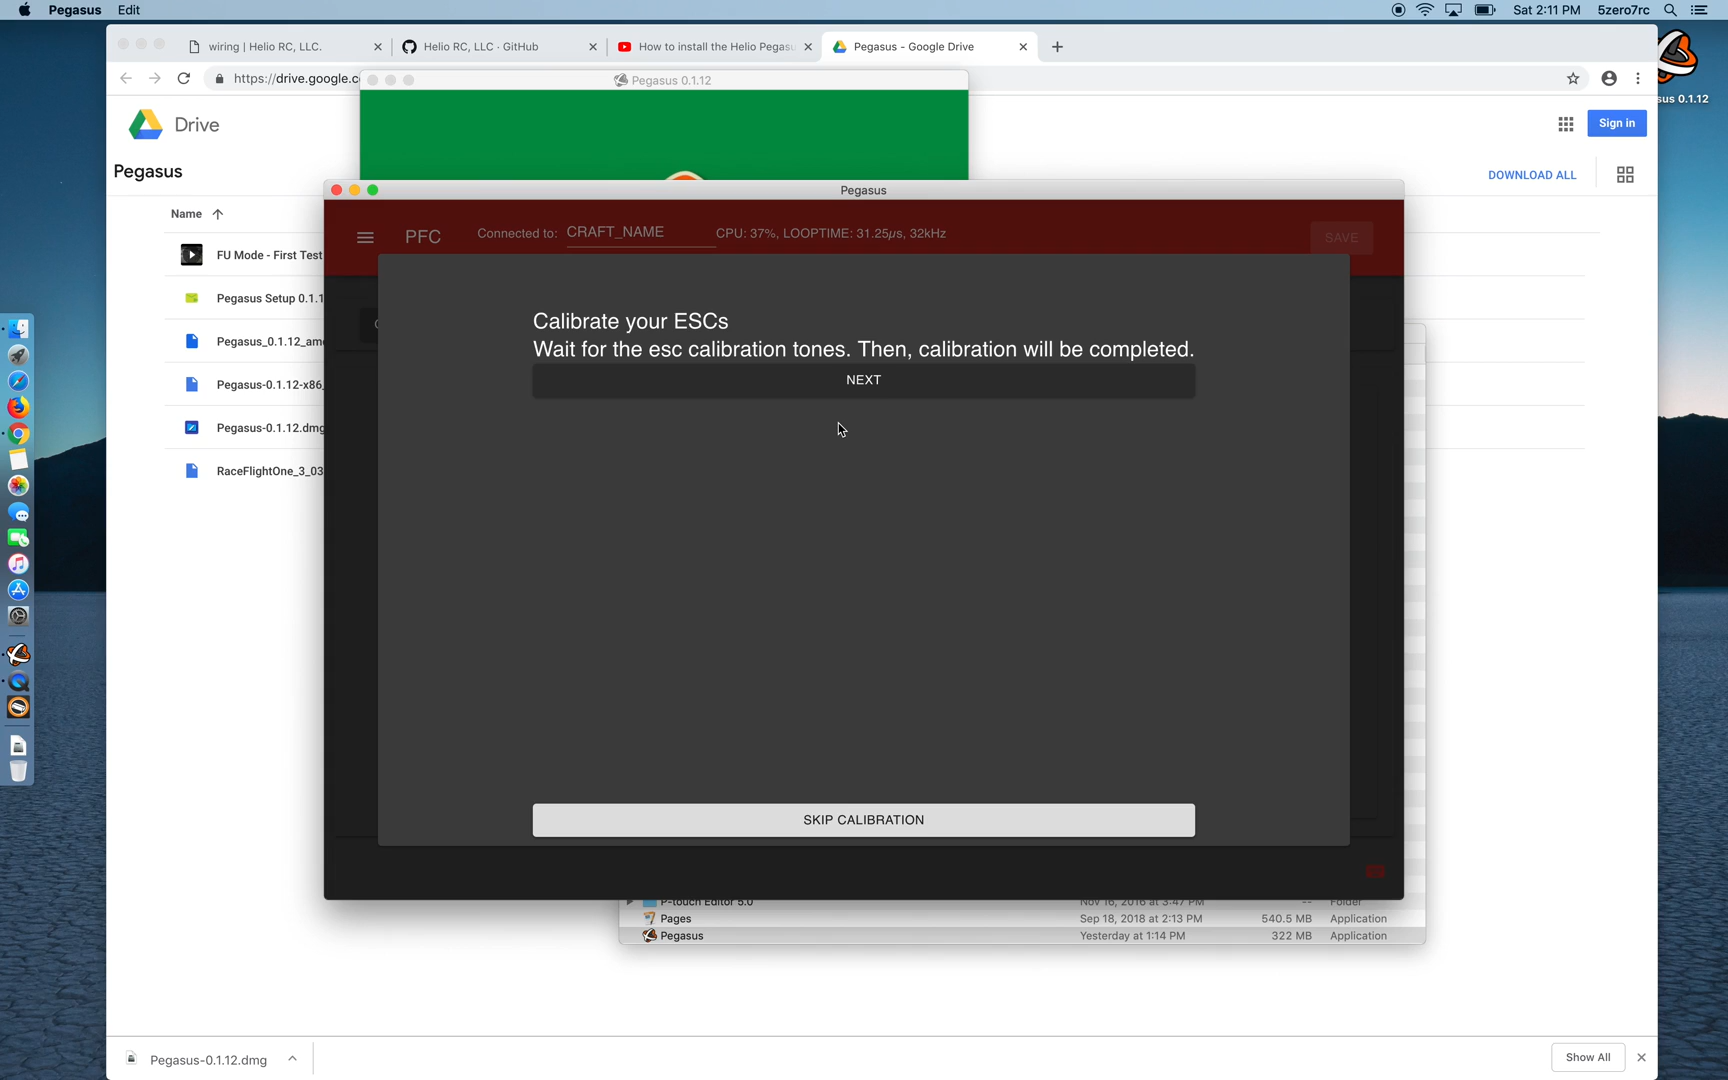 Pegasus Edit
Sat 2:11 PM 5zero7rc
wiring | Helio RC, LLC.
Helio RC, LLC · GitHub
How to install the Helio Pegasu
Pegasus - Google Drive
https://drive.google.c
Pegasus 0.1.12
sus 0.1.12
Drive
Sign in
Pegasus
DOWNLOAD ALL
Name
Pegasus
PFC
Connected to: CRAFT_NAME
CPU: 37%, LOOPTIME: 31.25µs, 32kHz
SAVE
FU Mode - First Test
Pegasus Setup 0.1.1
Pegasus_0.1.12_am
Pegasus-0.1.12-x86_
Pegasus-0.1.12.dmg
RaceFlightOne_3_03
Calibrate your ESCs
Wait for the esc calibration tones. Then, calibration will be completed.
NEXT
SKIP CALIBRATION
P-touch Editor 5.0 Nov 16, 2016 at 3:47 PM -- Folder
Pages Sep 18, 2018 at 2:13 PM 540.5 MB Application
Pegasus Yesterday at 1:14 PM 322 MB Application
Pegasus-0.1.12.dmg
Show All